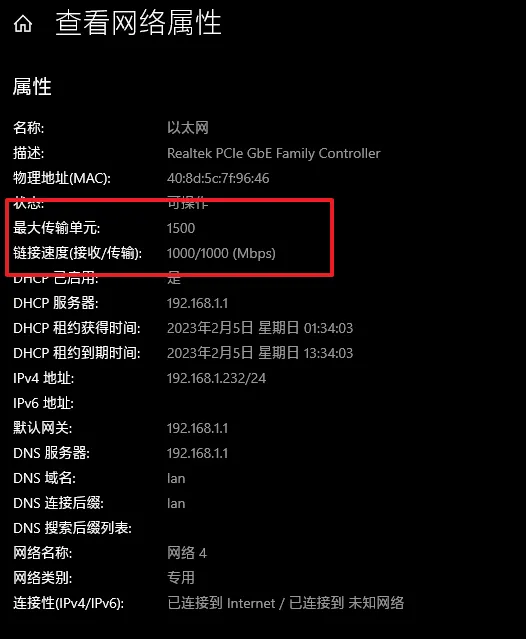 查看网络属性
属性
名称: 以太网
描述: Realtek PCIe GbE Family Controller
物理地址(MAC): 40:8d:5c:7f:96:46
状态: 可操作
最大传输单元: 1500
链接速度(接收/传输): 1000/1000 (Mbps)
DHCP 已启用: 是
DHCP 服务器: 192.168.1.1
DHCP 租约获得时间: 2023年2月5日 星期日 01:34:03
DHCP 租约到期时间: 2023年2月5日 星期日 13:34:03
IPv4 地址: 192.168.1.232/24
IPv6 地址:
默认网关: 192.168.1.1
DNS 服务器: 192.168.1.1
DNS 域名: lan
DNS 连接后缀: lan
DNS 搜索后缀列表:
网络名称: 网络 4
网络类别: 专用
连接性(IPv4/IPv6): 已连接到 Internet / 已连接到 未知网络